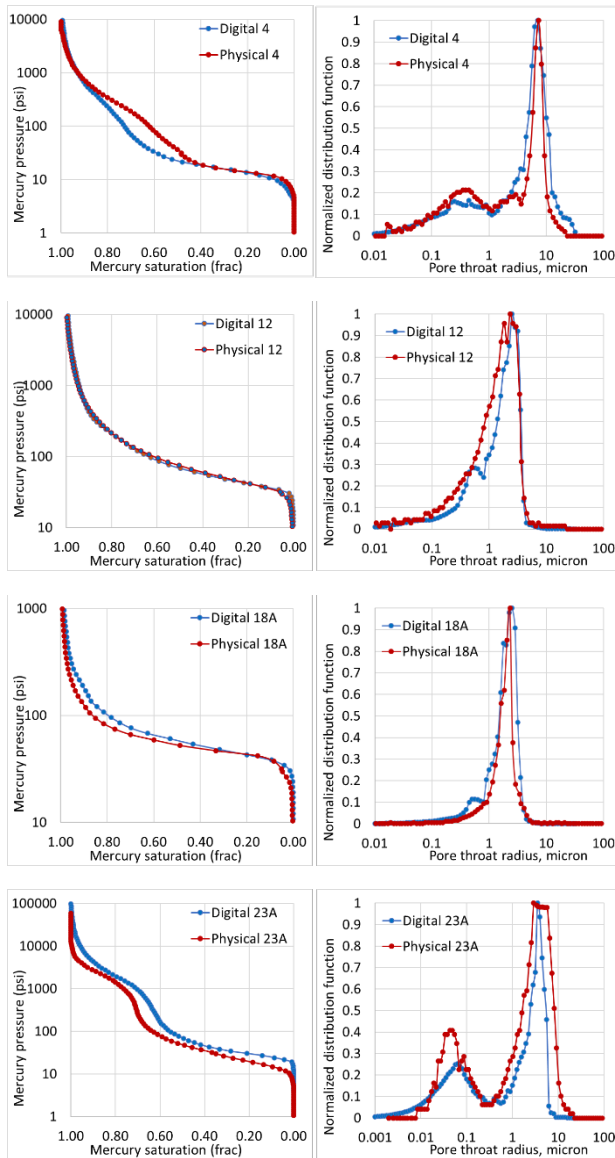 10000
1000
100
10
1
1.00 0.80 0.60 0.40 0.20 0.00
Mercury pressure (psi)
Mercury saturation (frac)
Digital 4
Physical 4
1
0.9
0.8
0.7
0.6
0.5
0.4
0.3
0.2
0.1
0
0.01 0.1 1 10 100
Normalized distribution function
Pore throat radius, micron
Digital 4
Physical 4
10000
1000
100
10
1.00 0.80 0.60 0.40 0.20 0.00
Mercury pressure (psi)
Mercury saturation (frac)
Digital 12
Physical 12
1
0.9
0.8
0.7
0.6
0.5
0.4
0.3
0.2
0.1
0
0.01 0.1 1 10 100
Normalized distribution function
Pore throat radius, micron
Digital 12
Physical 12
1000
100
10
1.00 0.80 0.60 0.40 0.20 0.00
Mercury pressure (psi)
Mercury saturation (frac)
Digital 18A
Physical 18A
1
0.9
0.8
0.7
0.6
0.5
0.4
0.3
0.2
0.1
0
0.01 0.1 1 10 100
Normalized distribution function
Pore throat radius, micron
Digital 18A
Physical 18A
100000
10000
1000
100
10
1
1.00 0.80 0.60 0.40 0.20 0.00
Mercury pressure (psi)
Mercury saturation (frac)
Digital 23A
Physical 23A
1
0.9
0.8
0.7
0.6
0.5
0.4
0.3
0.2
0.1
0
0.001 0.01 0.1 1 10 100
Normalized distribution function
Pore throat radius, micron
Digital 23A
Physical 23A